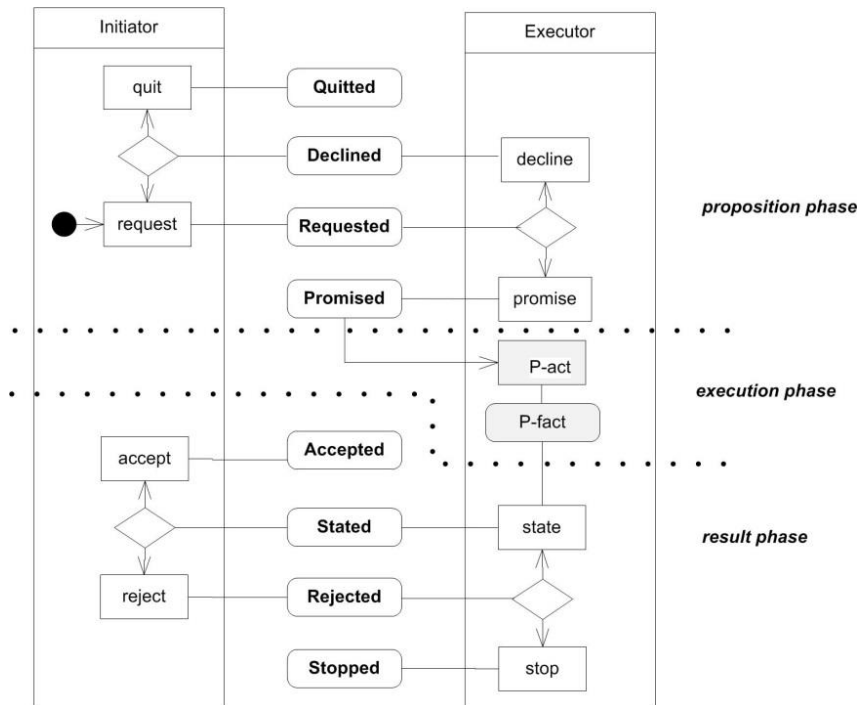 Initiator
Executor
quit
Quitted
Declined
decline
request
Requested
proposition phase
Promised
promise
P-act
execution phase
P-fact
accept
Accepted
Stated
state
result phase
reject
Rejected
Stopped
stop